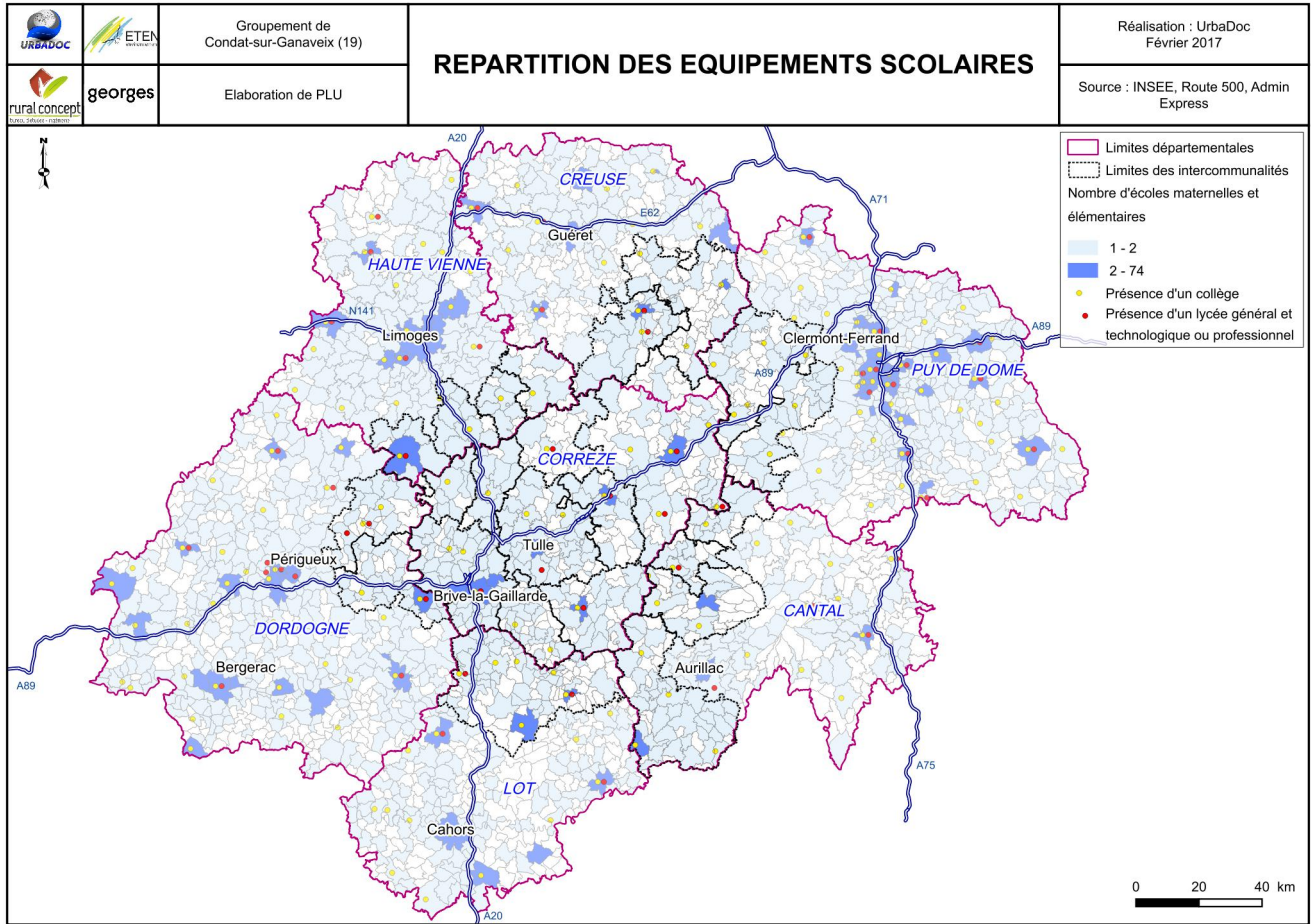 URBADOC
ETEN
environnement
Groupement de
Condat-sur-Ganaveix (19)
rural concept
georges
Elaboration de PLU
REPARTITION DES EQUIPEMENTS SCOLAIRES
Réalisation : UrbaDoc
Février 2017
Source : INSEE, Route 500, Admin
Express
N
Limites départementales
Limites des intercommunalités
Nombre d'écoles maternelles et
élémentaires
1 - 2
2 - 74
Présence d'un collège
Présence d'un lycée général et
technologique ou professionnel
A20
CREUSE
A71
E62
Guéret
HAUTE VIENNE
N141
Limoges
Clermont-Ferrand
A89
A89
PUY DE DOME
CORREZE
Tulle
Périgueux
Brive-la-Gaillarde
CANTAL
DORDOGNE
Bergerac
Aurillac
A89
A75
LOT
Cahors
A20
0 20 40 km